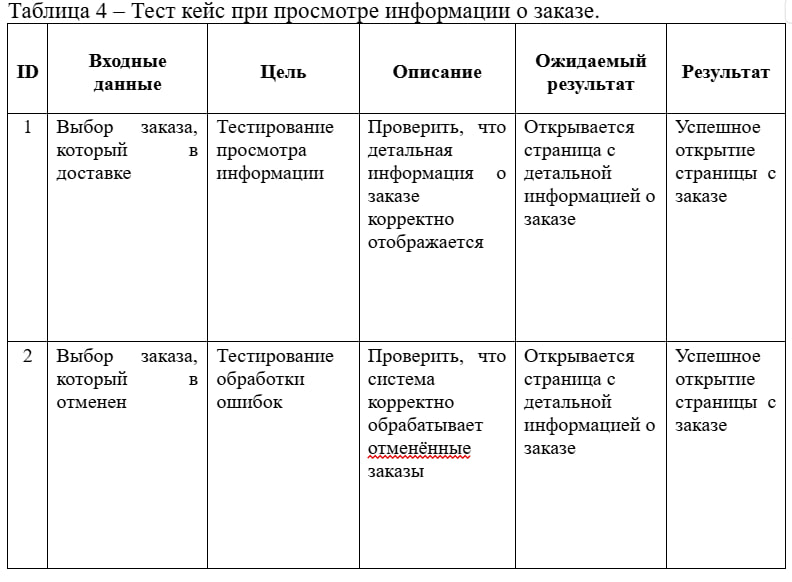 Таблица 4 – Тест кейс при просмотре информации о заказе.
ID
Входные
данные
Цель
Описание
Ожидаемый
результат
Результат
1
Выбор заказа,
который в
доставке
Тестирование
просмотра
информации
Проверить, что
детальная
информация о
заказе
корректно
отображается
Открывается
страница с
детальной
информацией о
заказе
Успешное
открытие
страницы с
заказе
2
Выбор заказа,
который в
отменен
Тестирование
обработки
ошибок
Проверить, что
система
корректно
обрабатывает
отменённые
заказы
Открывается
страница с
детальной
информацией о
заказе
Успешное
открытие
страницы с
заказе